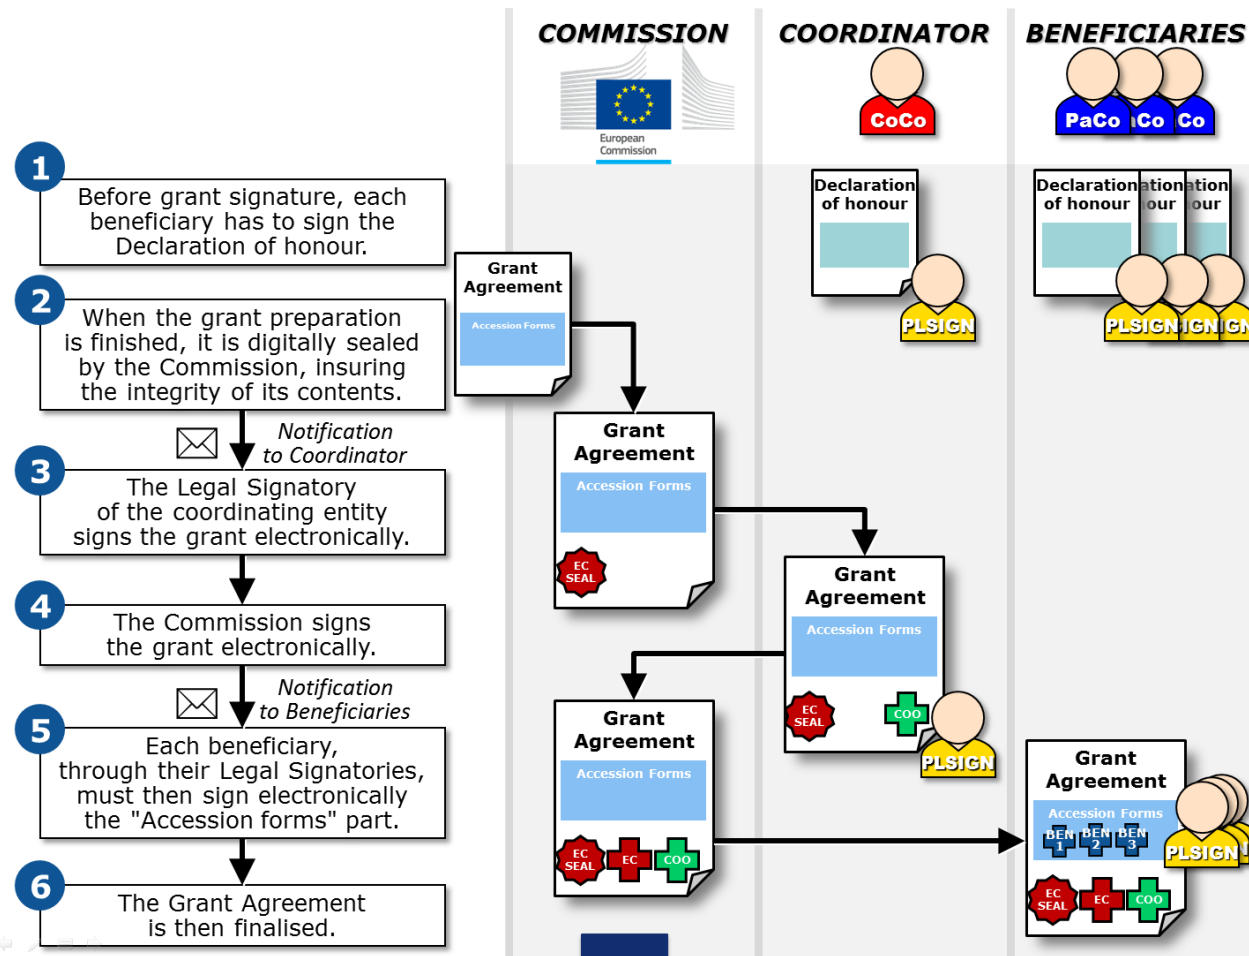 COMMISSION
COORDINATOR
BENEFICIARIES
European
Commission
CoCo
PaCo
aCo
Co
1
Before grant signature, each
beneficiary has to sign the
Declaration of honour.
Declaration
of honour
PLSIGN
Declaration
of honour
ation
our
ation
our
PLSIGN
SIGN
IGN
2
When the grant preparation
is finished, it is digitally sealed
by the Commission, insuring
the integrity of its contents.
Grant
Agreement
Accession Forms
Notification
to Coordinator
Grant
Agreement
Accession Forms
EC
SEAL
3
The Legal Signatory
of the coordinating entity
signs the grant electronically.
Grant
Agreement
Accession Forms
EC
SEAL
COO
PLSIGN
4
The Commission signs
the grant electronically.
Notification
to Beneficiaries
Grant
Agreement
Accession Forms
EC
SEAL
EC
COO
5
Each beneficiary,
through their Legal Signatories,
must then sign electronically
the "Accession forms" part.
Grant
Agreement
Accession Forms
BEN
1
BEN
2
BEN
3
PLSIGN
EC
SEAL
EC
COO
6
The Grant Agreement
is then finalised.